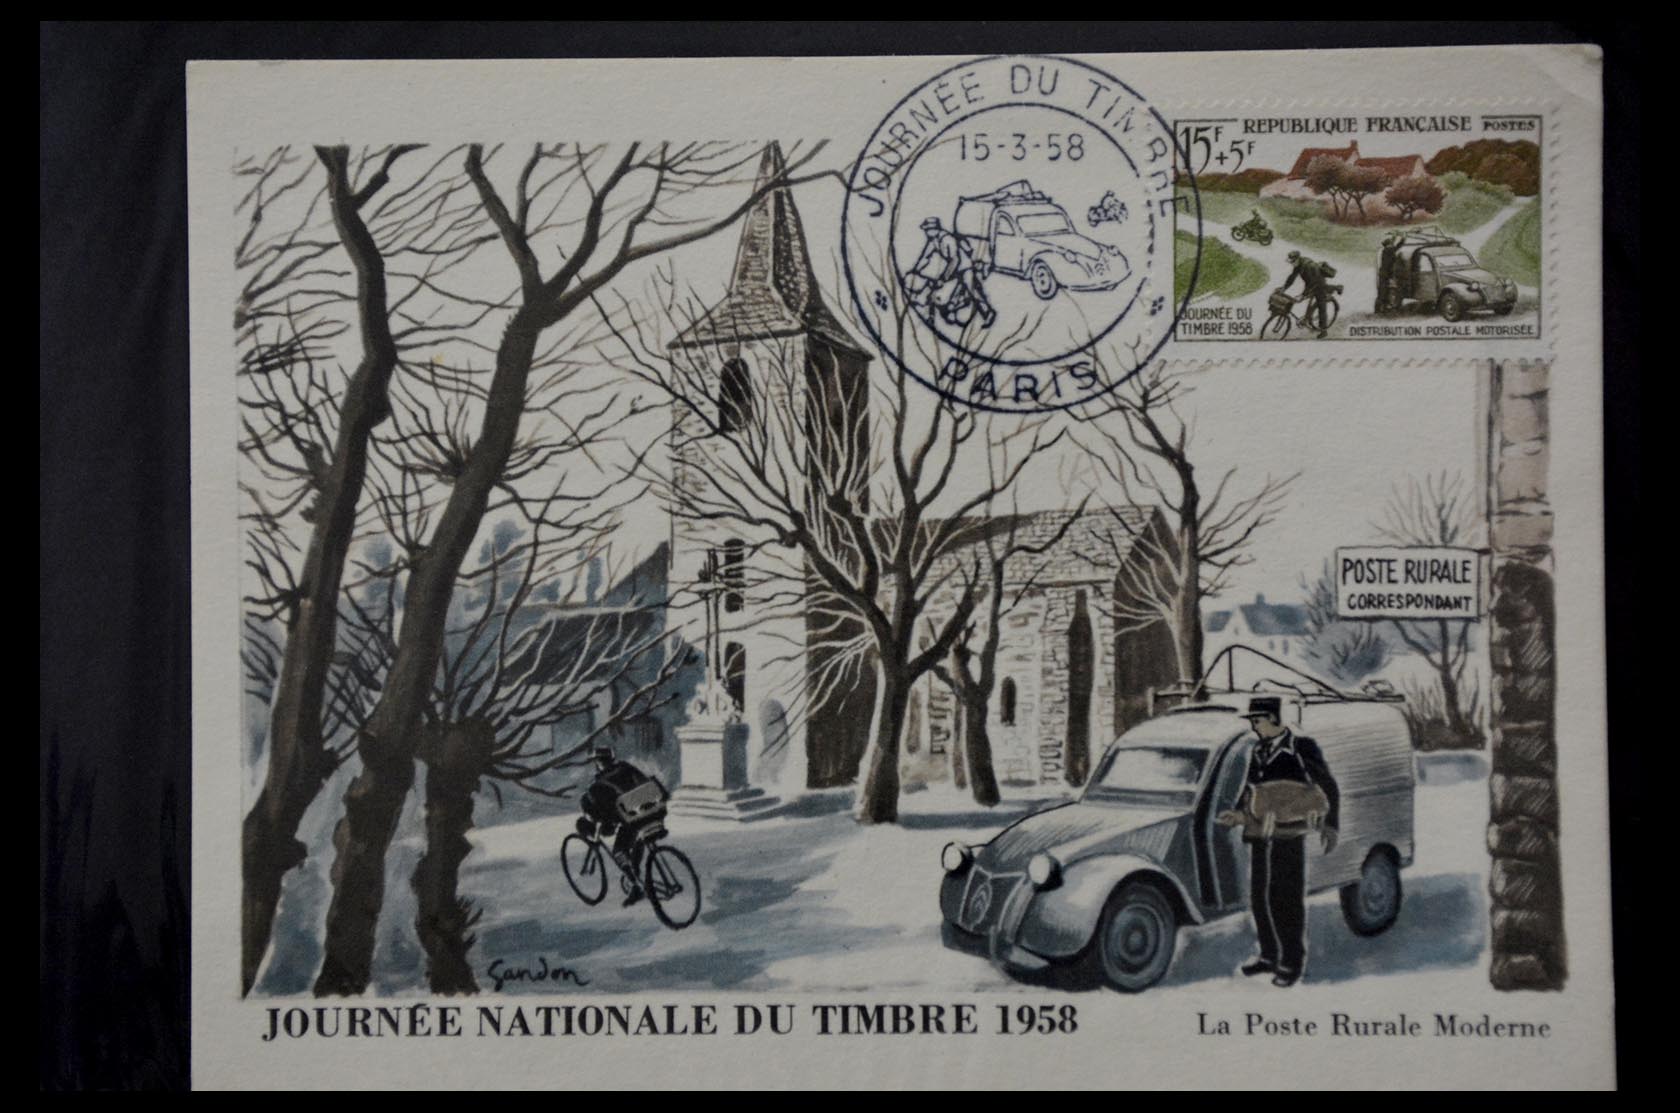 JOURNÉE DU TIMBRE
15-3-58
PARIS
15F +5F
REPUBLIQUE FRANÇAISE POSTES
JOURNÉE DU
TIMBRE 1958
DISTRIBUTION POSTALE MOTORISÉE
POSTE RURALE
CORRESPONDANT
Gandon
JOURNÉE NATIONALE DU TIMBRE 1958
La Poste Rurale Moderne